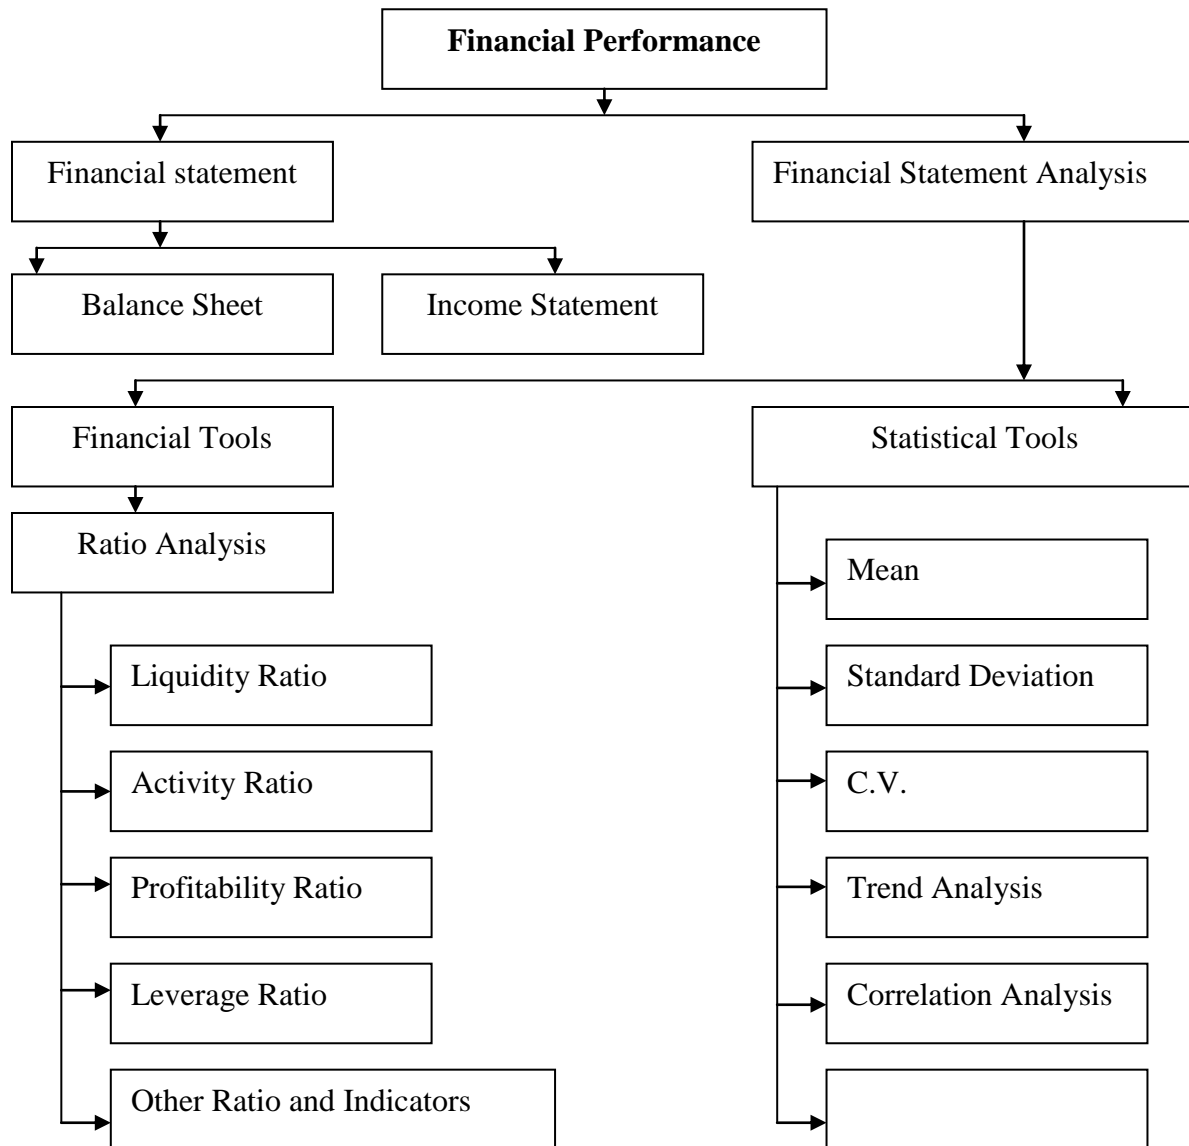 Financial Performance
Financial statement
Financial Statement Analysis
Balance Sheet
Income Statement
Financial Tools
Statistical Tools
Ratio Analysis
Mean
Liquidity Ratio
Standard Deviation
Activity Ratio
C.V.
Profitability Ratio
Trend Analysis
Leverage Ratio
Correlation Analysis
Other Ratio and Indicators